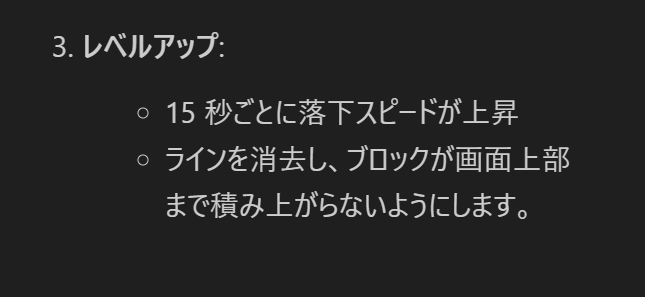 3. レベルアップ:
○ 15 秒ごとに落下スピードが上昇
○ ラインを消去し、ブロックが画面上部
まで積み上がらないようにします。